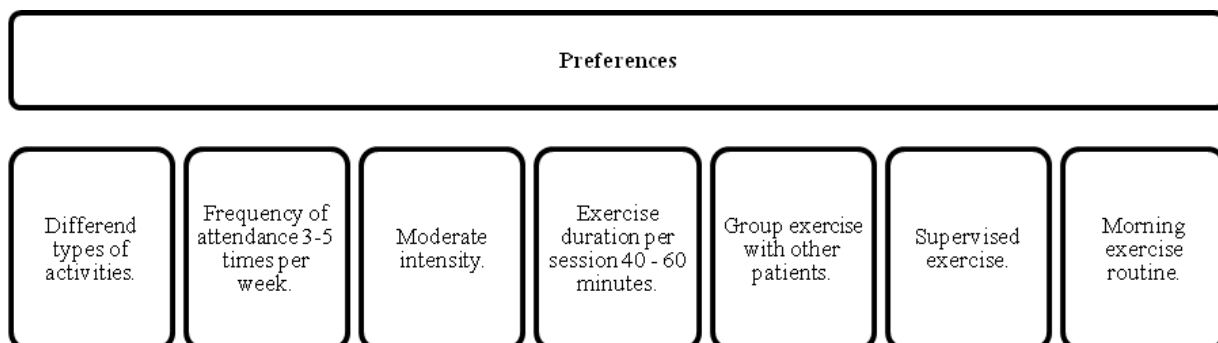 Preferences
Differend
types of
activities.
Frequency of
attendance 3-5
times per
week.
Moderate
intensity.
Exercise
duration per
session 40 - 60
minutes.
Group exercise
with other
patients.
Supervised
exercise.
Morning
exercise
routine.